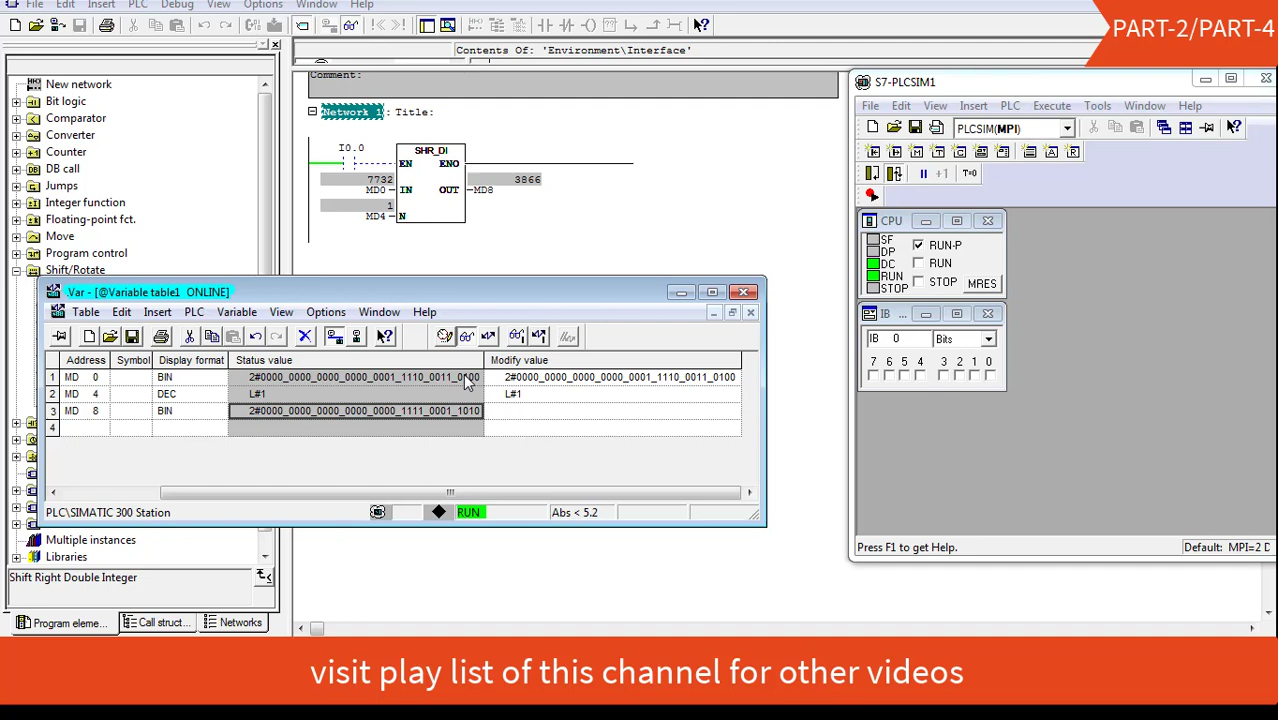 File Edit Insert PLC Debug View Options Window Help
PART-2/PART-4
Contents Of: 'Environment\Interface'
New network
Bit logic
Comparator
Converter
Counter
DB call
Jumps
Integer function
Floating-point fct.
Move
Program control
Shift/Rotate
Multiple instances
Libraries
Shift Right Double Integer
Program eleme...
Call struct...
Networks
Comment:
Network 1: Title:
I0.0
SHR_DI
EN ENO
7732 3866
MD0 IN OUT MD8
1
MD4 N
Var - [@Variable table1 ONLINE]
Table Edit Insert PLC Variable View Options Window Help
Address Symbol Display format Status value Modify value
1 MD 0 BIN 2#0000_0000_0000_0000_0001_1110_0011_0100 2#0000_0000_0000_0000_0001_1110_0011_0100
2 MD 4 DEC L#1 L#1
3 MD 8 BIN 2#0000_0000_0000_0000_0000_1111_0001_1010
4
PLC\SIMATIC 300 Station RUN Abs < 5.2
S7-PLCSIM1
File Edit View Insert PLC Execute Tools Window Help
PLCSIM(MPI)
+1 T=0
CPU
SF
DP
DC
RUN
STOP
RUN-P
RUN
STOP MRES
IB ...
IB 0 Bits
7 6 5 4 3 2 1 0
Press F1 to get Help. Default: MPI=2 D
visit play list of this channel for other videos